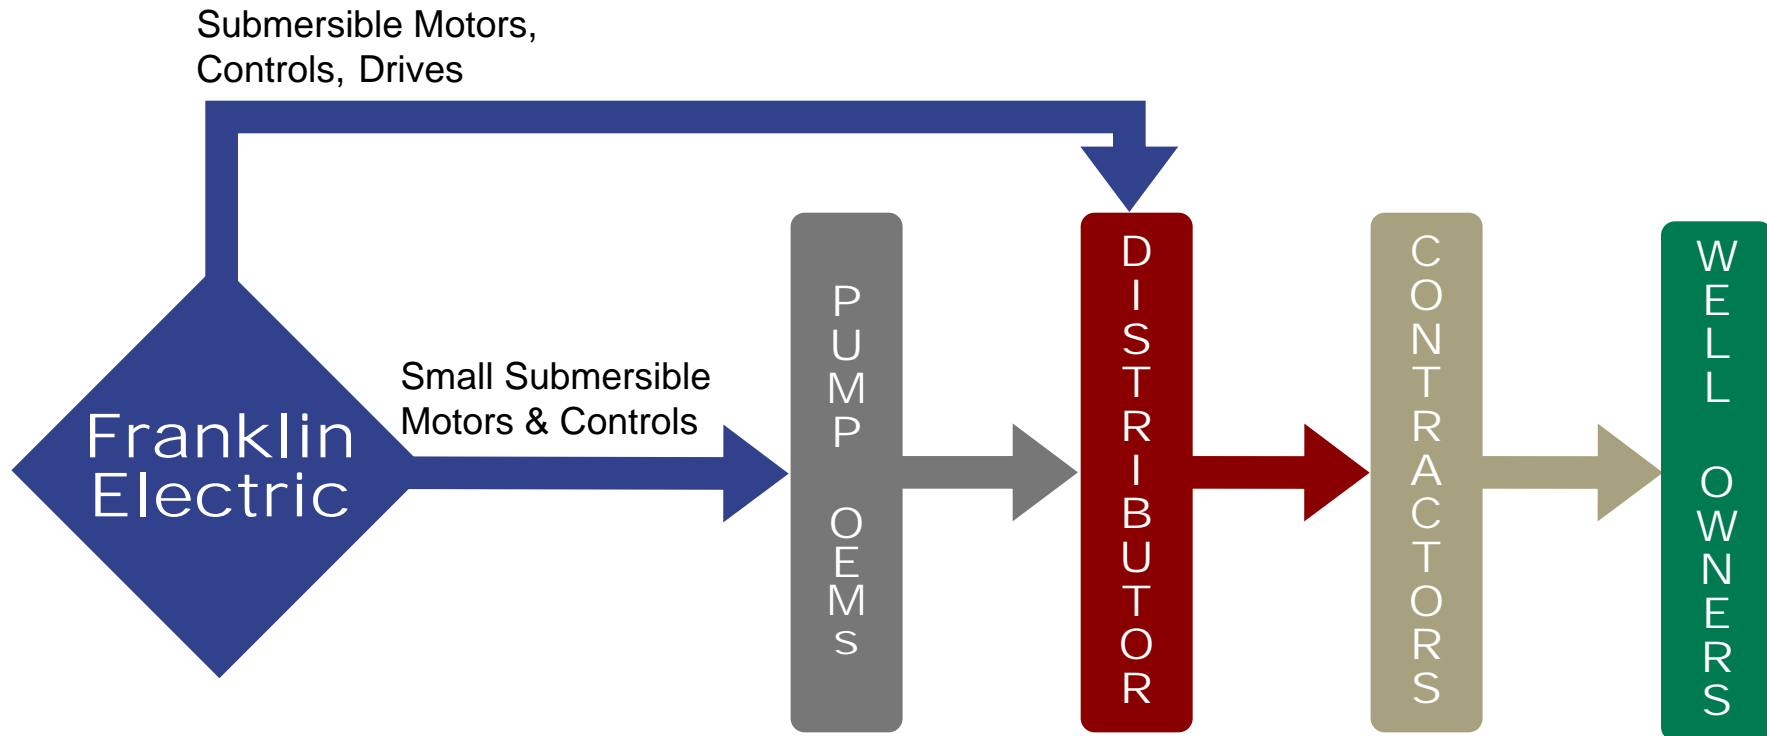 Submersible Motors,
Controls, Drives
Small Submersible
Motors & Controls
Franklin
Electric
PUMP OEMs
DISTRIBUTOR
CONTRACTORS
WELL OWNERS